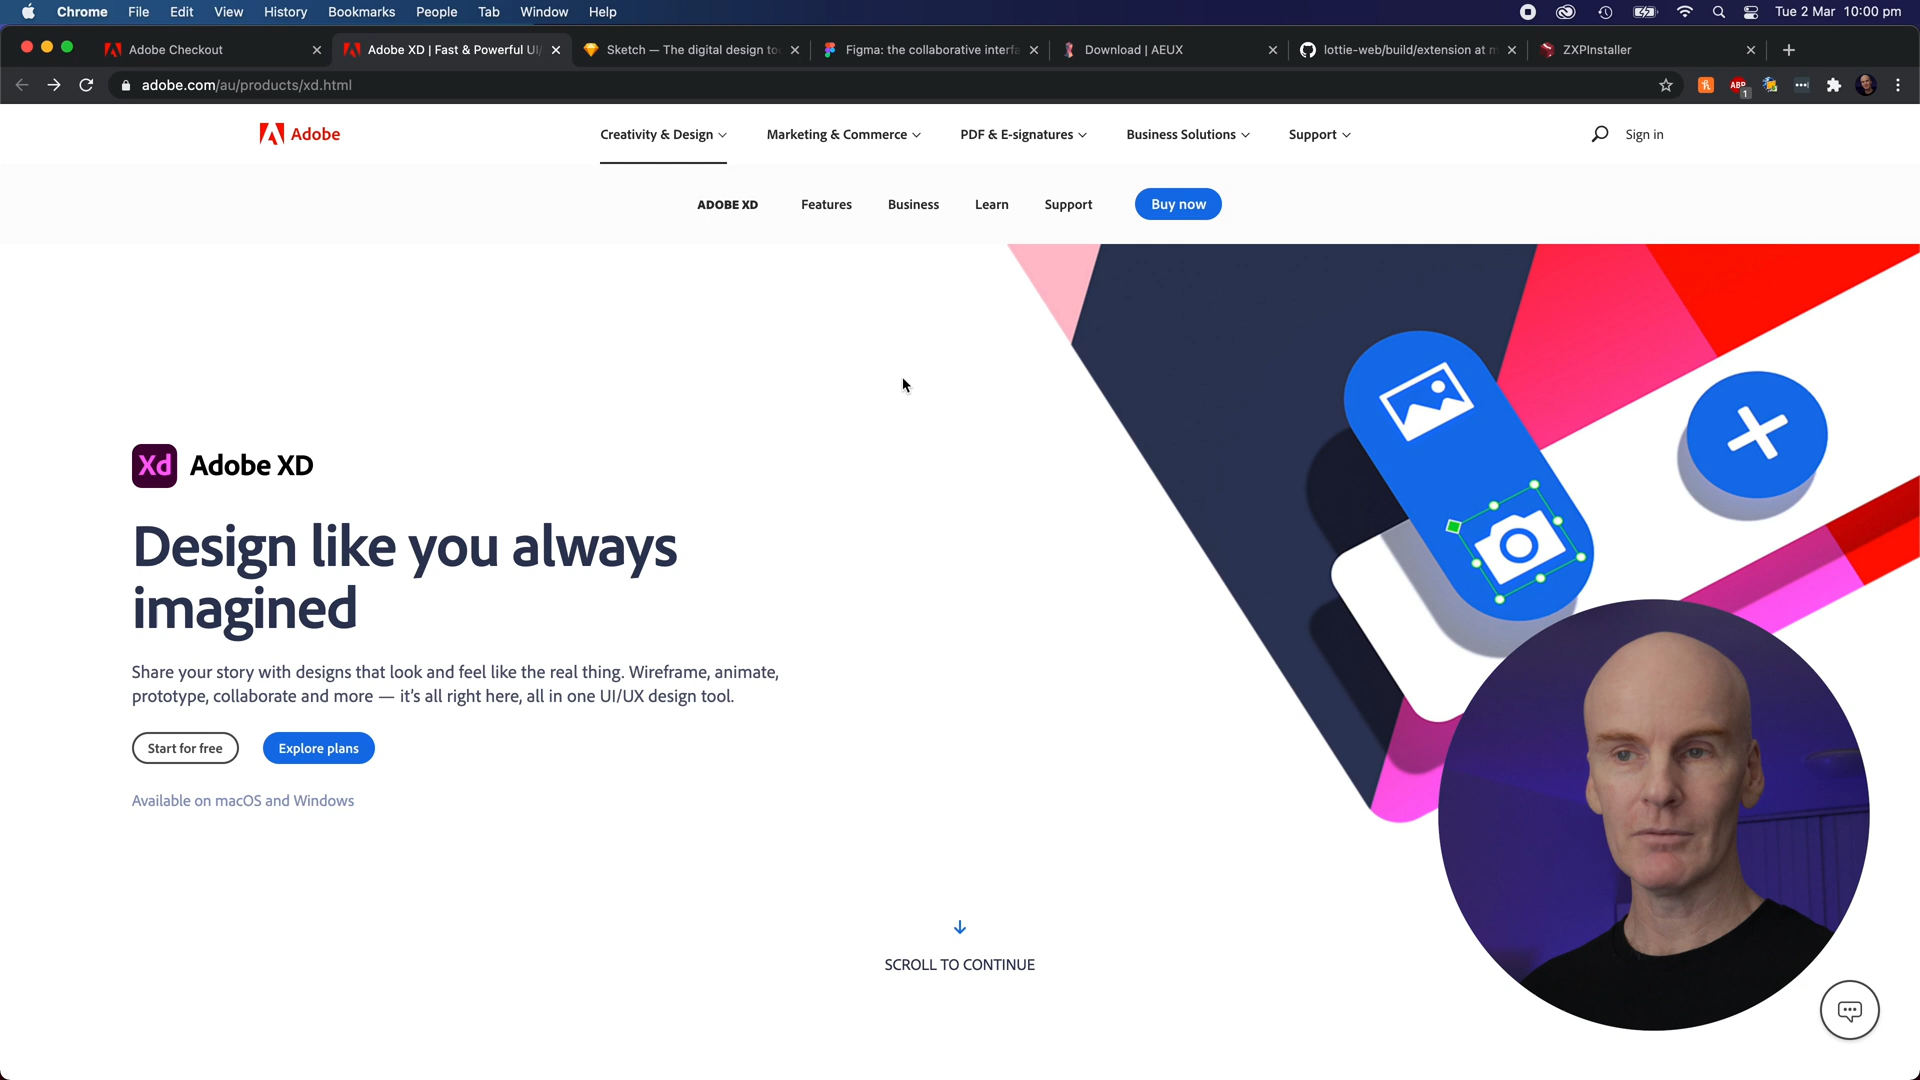 Chrome File Edit View History Bookmarks People Tab Window Help Tue 2 Mar 10:00 pm
Adobe Checkout Adobe XD | Fast & Powerful UI/ Sketch — The digital design to Figma: the collaborative interfa Download | AEUX lottie-web/build/extension at m ZXPInstaller
adobe.com/au/products/xd.html ABP 1
Adobe Creativity & Design Marketing & Commerce PDF & E-signatures Business Solutions Support Sign in
ADOBE XD Features Business Learn Support Buy now
Xd Adobe XD
Design like you always
imagined
Share your story with designs that look and feel like the real thing. Wireframe, animate,
prototype, collaborate and more — it's all right here, all in one UI/UX design tool.
Start for free Explore plans
Available on macOS and Windows
SCROLL TO CONTINUE